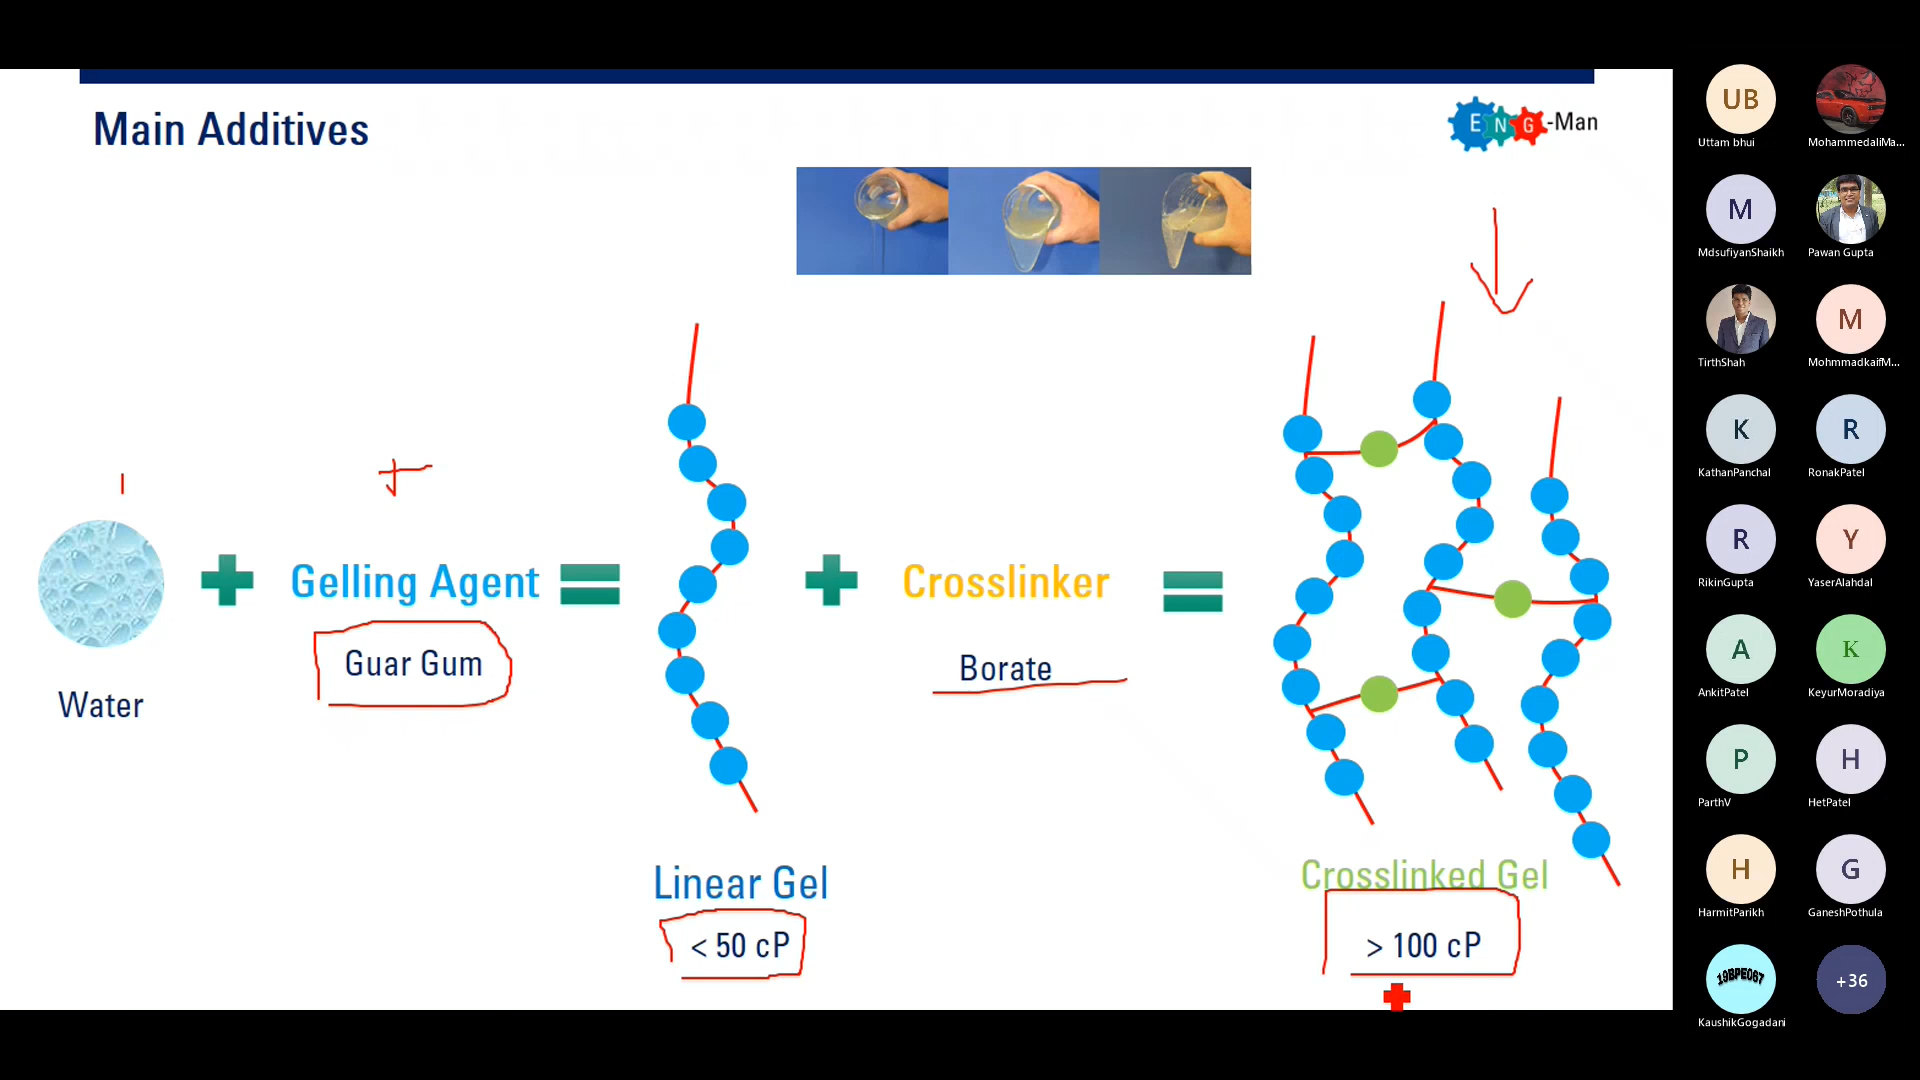 Main Additives
E N G -Man
Water
Gelling Agent
Guar Gum
Linear Gel
< 50 cP
Crosslinker
Borate
Crosslinked Gel
> 100 cP
UB
Uttam bhui
MohammedaliMa...
M
MdsufiyanShaikh
Pawan Gupta
TirthShah
M
MohmmadkaifM...
K
KathanPanchal
R
RonakPatel
R
RikinGupta
Y
YaserAlahdal
A
AnkitPatel
K
KeyurMoradiya
P
ParthV
H
HetPatel
H
HarmitParikh
G
GaneshPothula
19BPE067
KaushikGogadani
+36